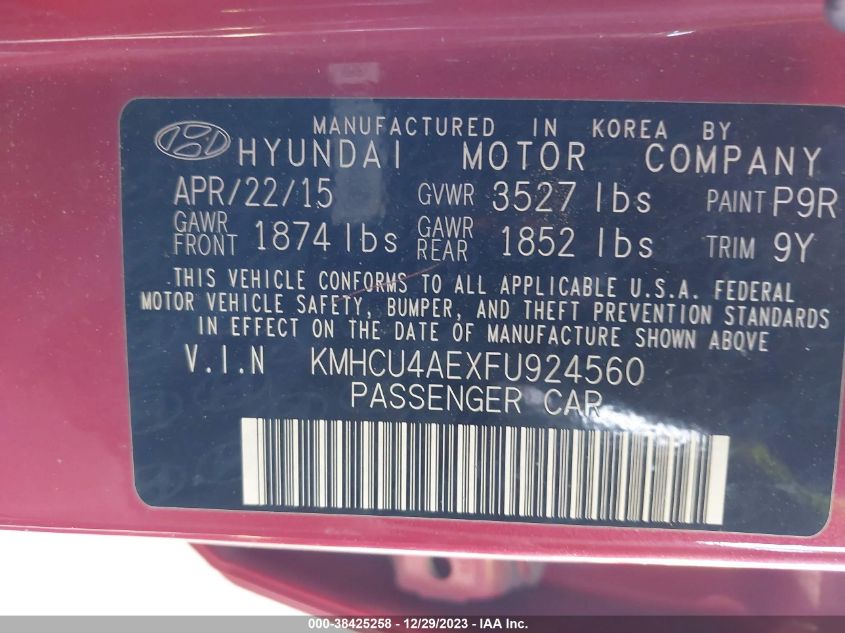 MANUFACTURED IN KOREA BY
HYUNDAI MOTOR COMPANY
APR/22/15 GVWR 3527 lbs PAINT P9R
GAWR FRONT 1874 lbs GAWR REAR 1852 lbs TRIM 9Y
THIS VEHICLE CONFORMS TO ALL APPLICABLE U.S.A. FEDERAL
MOTOR VEHICLE SAFETY, BUMPER, AND THEFT PREVENTION STANDARDS
IN EFFECT ON THE DATE OF MANUFACTURE SHOWN ABOVE
V.I.N KMHCU4AEXFU924560
PASSENGER CAR
000-38425258 - 12/29/2023 - IAA Inc.